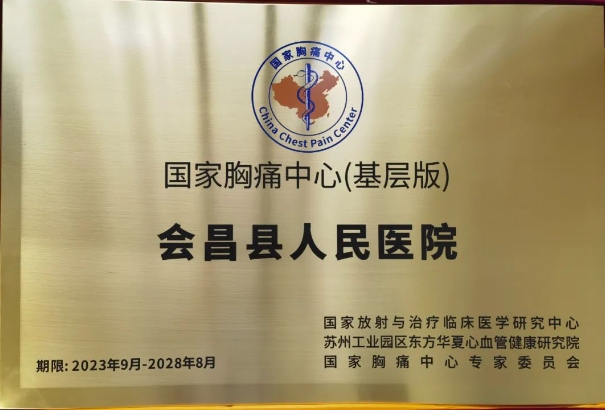 国家胸痛中心
China Chest Pain Center
国家胸痛中心(基层版)
会昌县人民医院
国家放射与治疗临床医学研究中心
苏州工业园区东方华夏心血管健康研究院
期限: 2023年9月-2028年8月
国家胸痛中心专家委员会